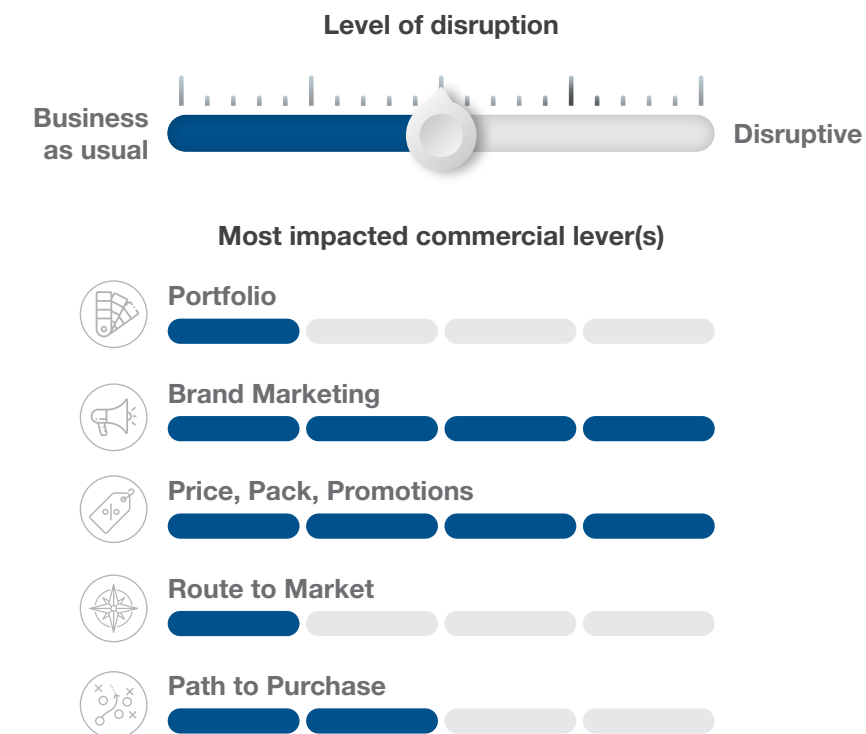 Level of disruption
Business
as usual
Disruptive
Most impacted commercial lever(s)
Portfolio
Brand Marketing
Price, Pack, Promotions
Route to Market
Path to Purchase